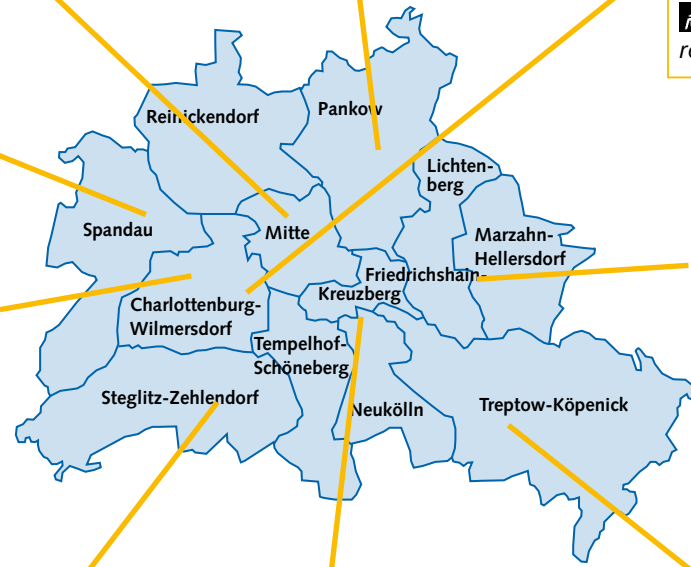 re
Reinickendorf
Pankow
Lichten-
berg
Spandau
Mitte
Marzahn-
Hellersdorf
Friedrichshain-
Kreuzberg
Charlottenburg-
Wilmersdorf
Tempelhof-
Schöneberg
Steglitz-Zehlendorf
Neukölln
Treptow-Köpenick